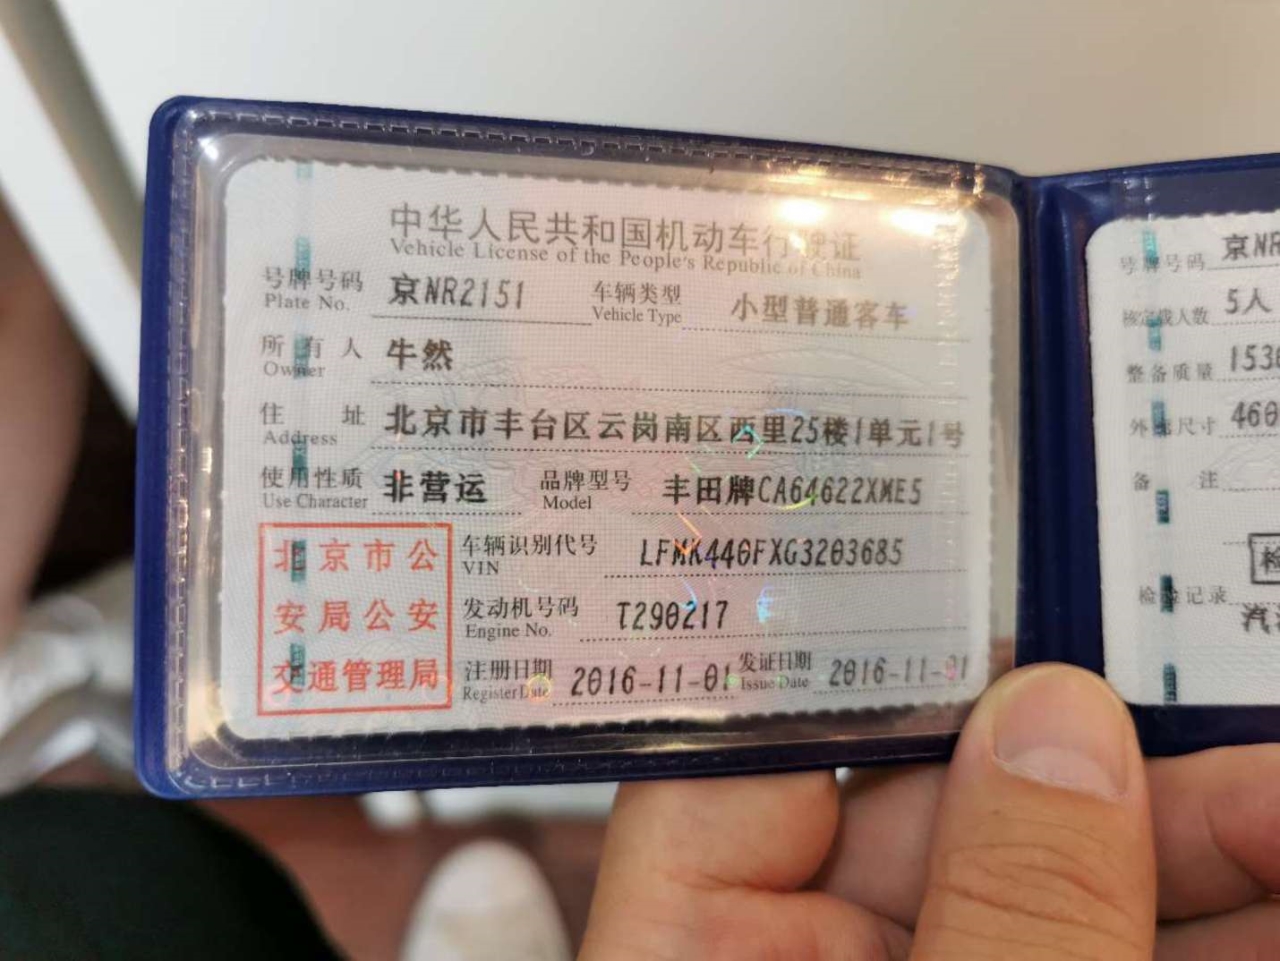 中华人民共和国机动车行驶证
Vehicle License of the People's Republic of China
号牌号码 京NR2151 车辆类型 小型普通客车
Plate No. Vehicle Type
所有人 牛然
Owner
住址 北京市丰台区云岗南区西里25楼1单元1号
Address
使用性质 非营运 品牌型号 丰田牌CA64622XME5
Use Character Model
北京市公
安局公安
交通管理局
车辆识别代号 LFMK440FXG3203685
VIN
发动机号码 T290217
Engine No.
注册日期 2016-11-01 发证日期 2016-11-01
Register Date Issue Date
号牌号码 京NR
核定载人数 5人
整备质量 153
外廓尺寸 460
备注
检验记录